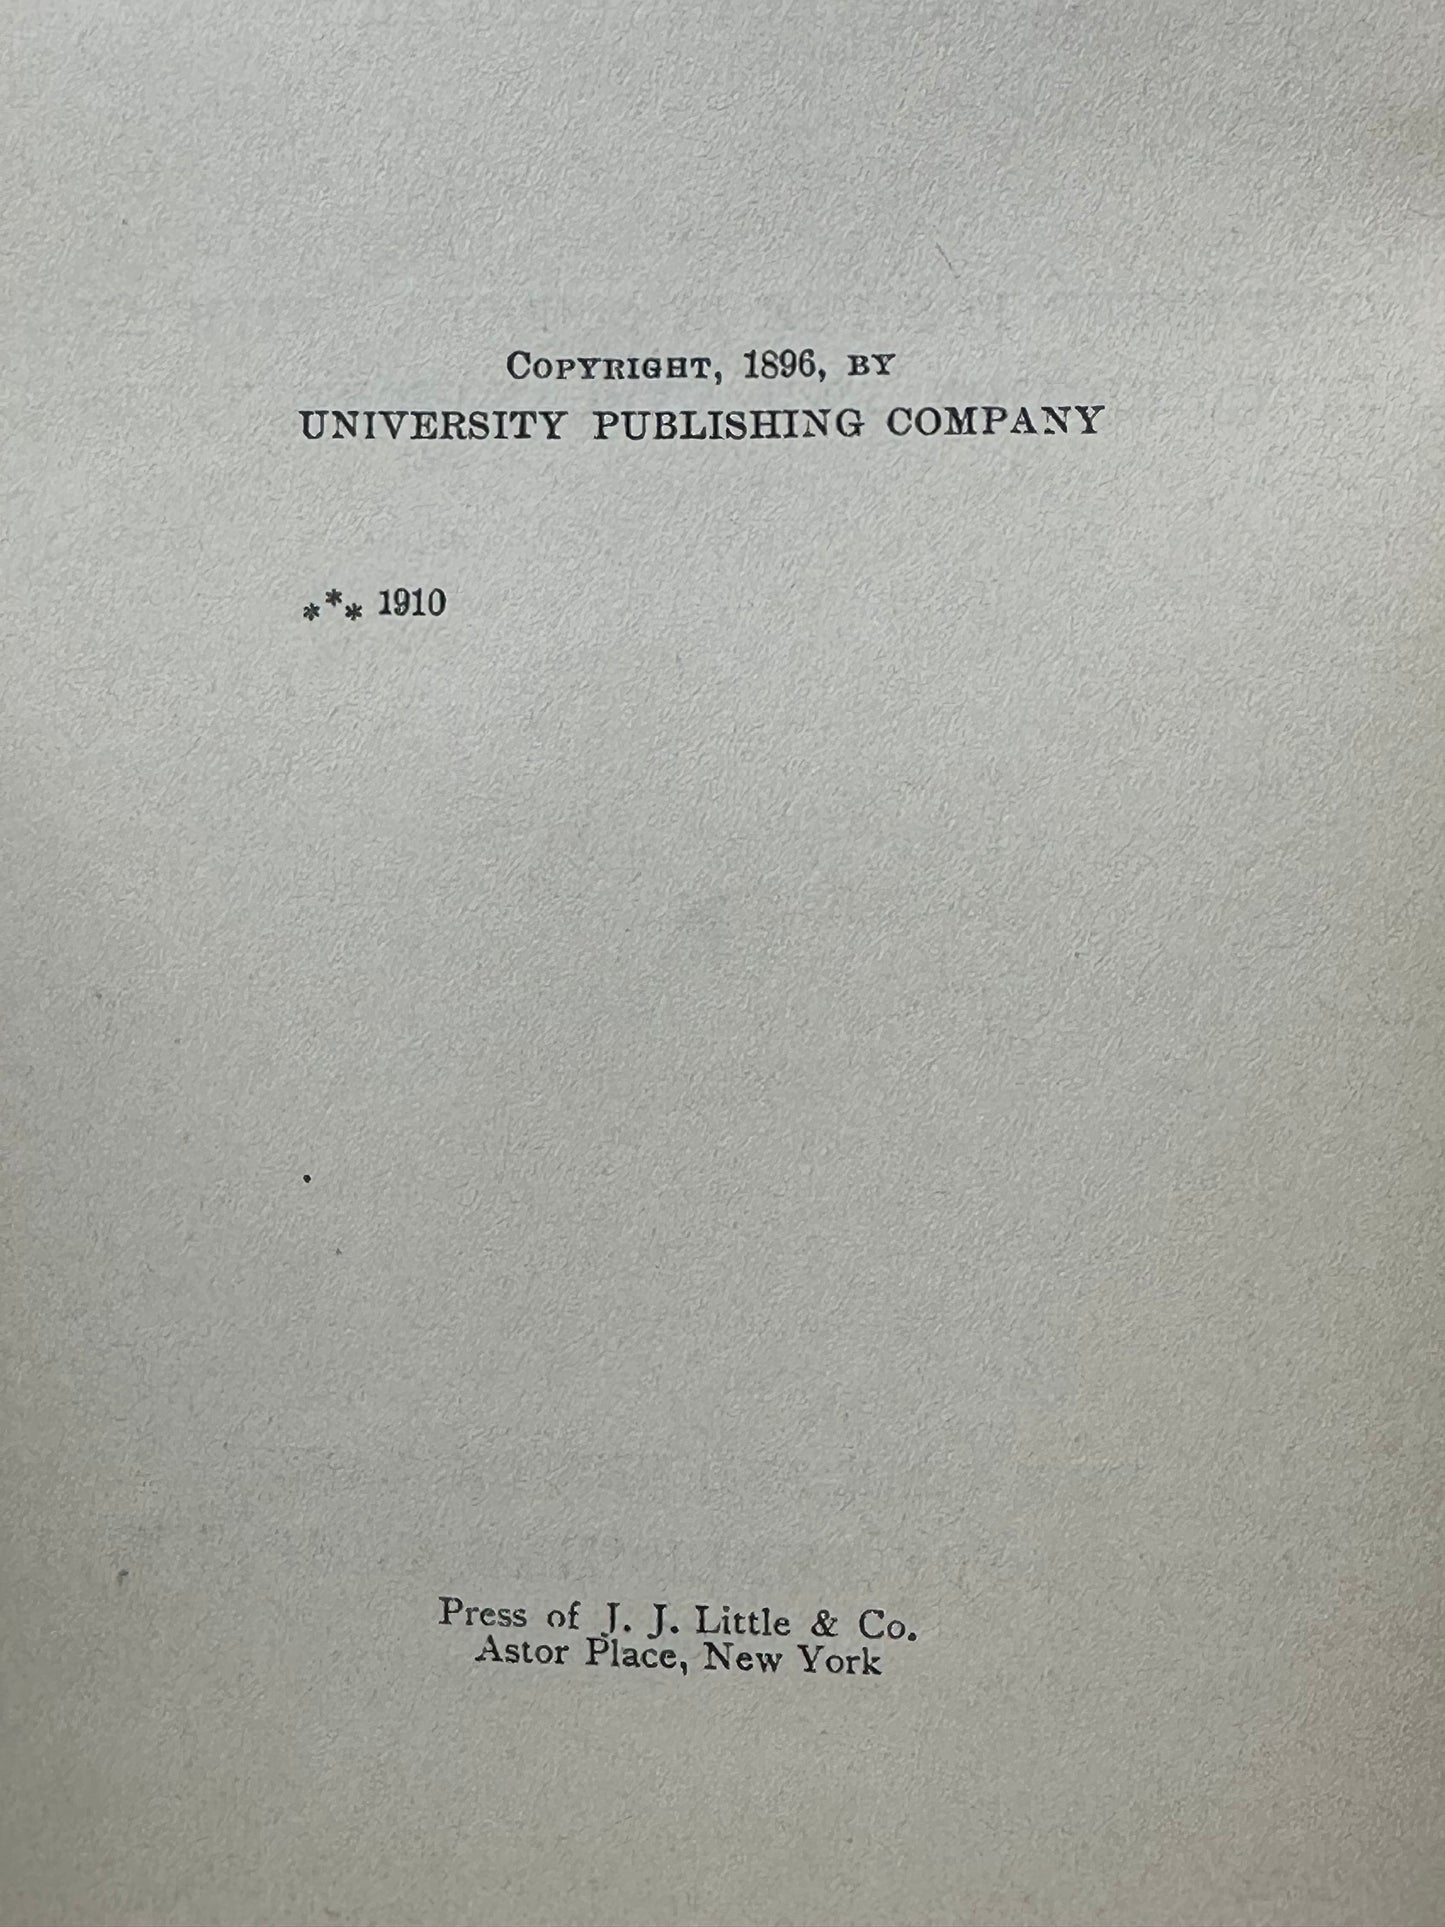 COPYRIGHT, 1896, BY
UNIVERSITY PUBLISHING COMPANY
*** 1910
Press of J. J. Little & Co.
Astor Place, New York